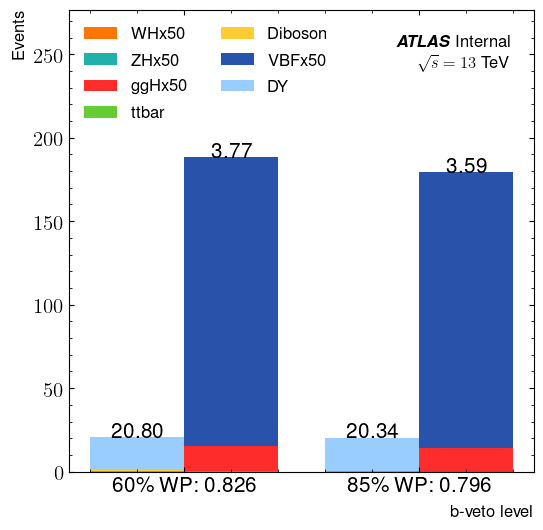 Events
WHx50
ZHx50
ggHx50
ttbar
Diboson
VBFx50
DY
ATLAS Internal
√s = 13 TeV
250
200
150
100
50
0
3.77
3.59
20.80
20.34
60% WP: 0.826
85% WP: 0.796
b-veto level